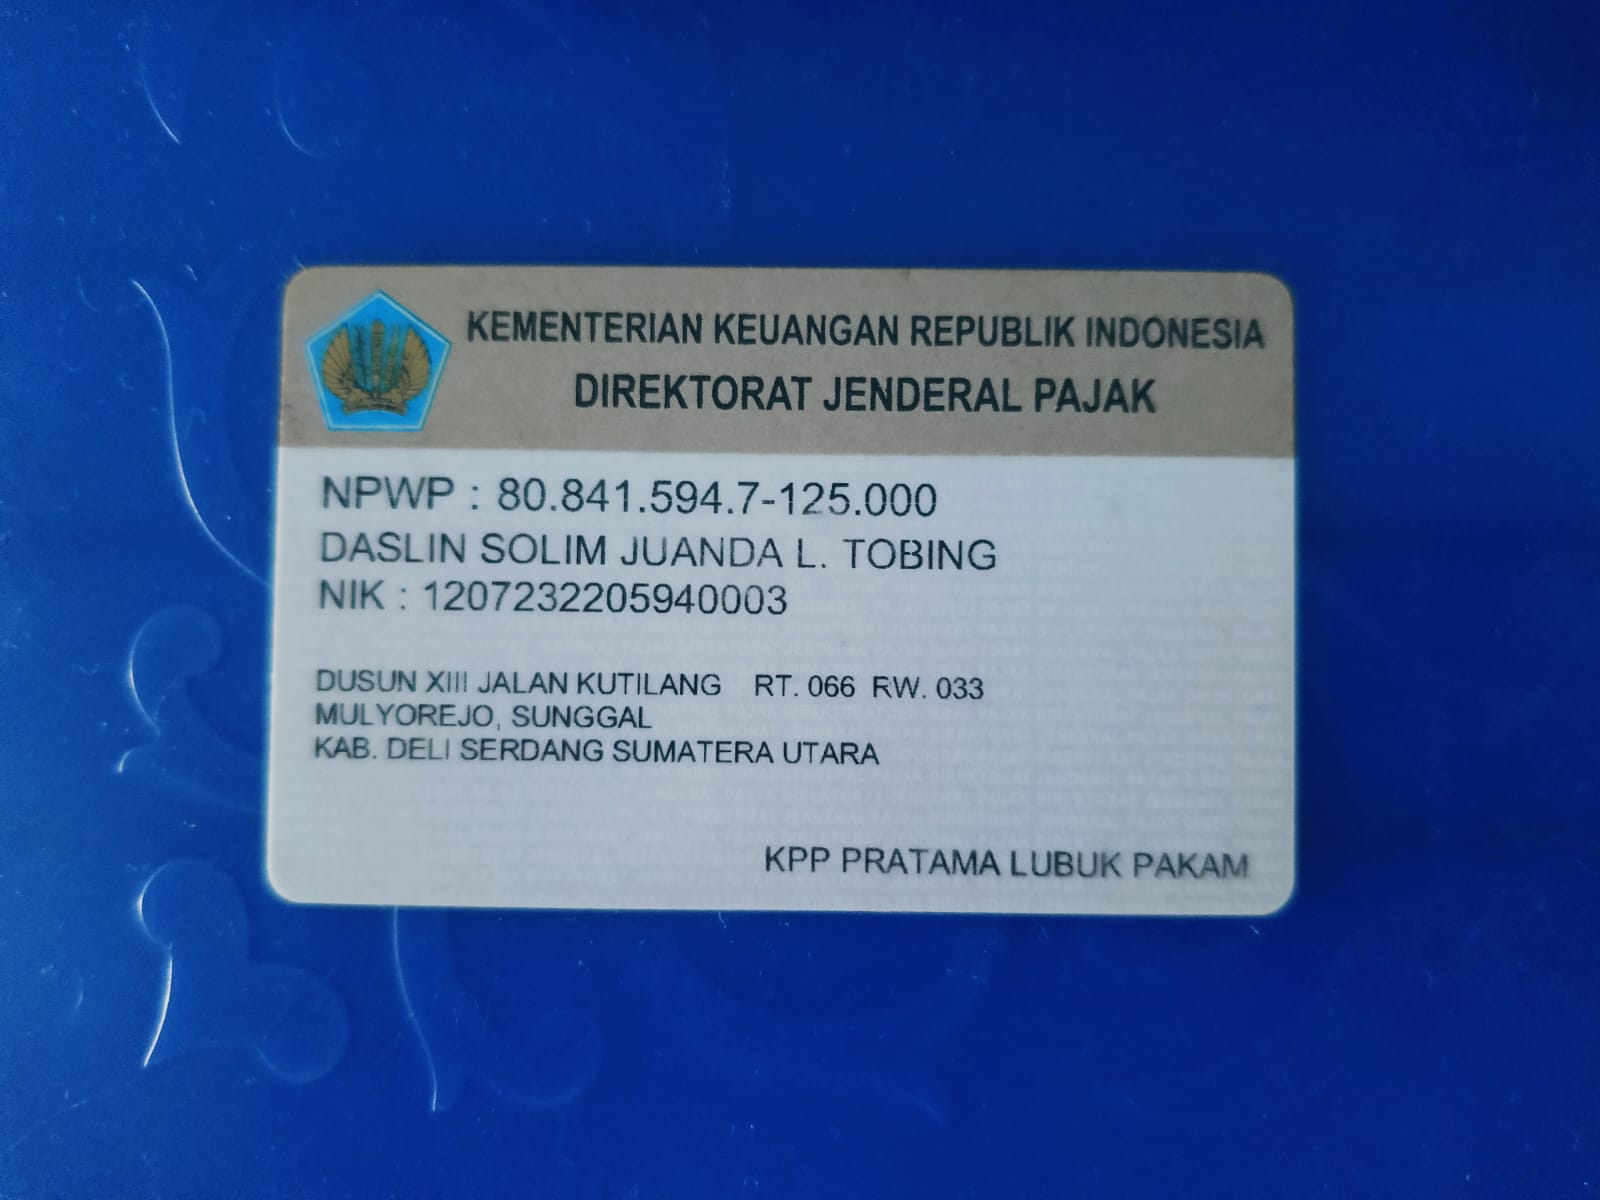 KEMENTERIAN KEUANGAN REPUBLIK INDONESIA
DIREKTORAT JENDERAL PAJAK
NPWP : 80.841.594.7-125.000
DASLIN SOLIM JUANDA L. TOBING
NIK : 1207232205940003
DUSUN XIII JALAN KUTILANG RT. 066 RW. 033
MULYOREJO, SUNGGAL
KAB. DELI SERDANG SUMATERA UTARA
KPP PRATAMA LUBUK PAKAM